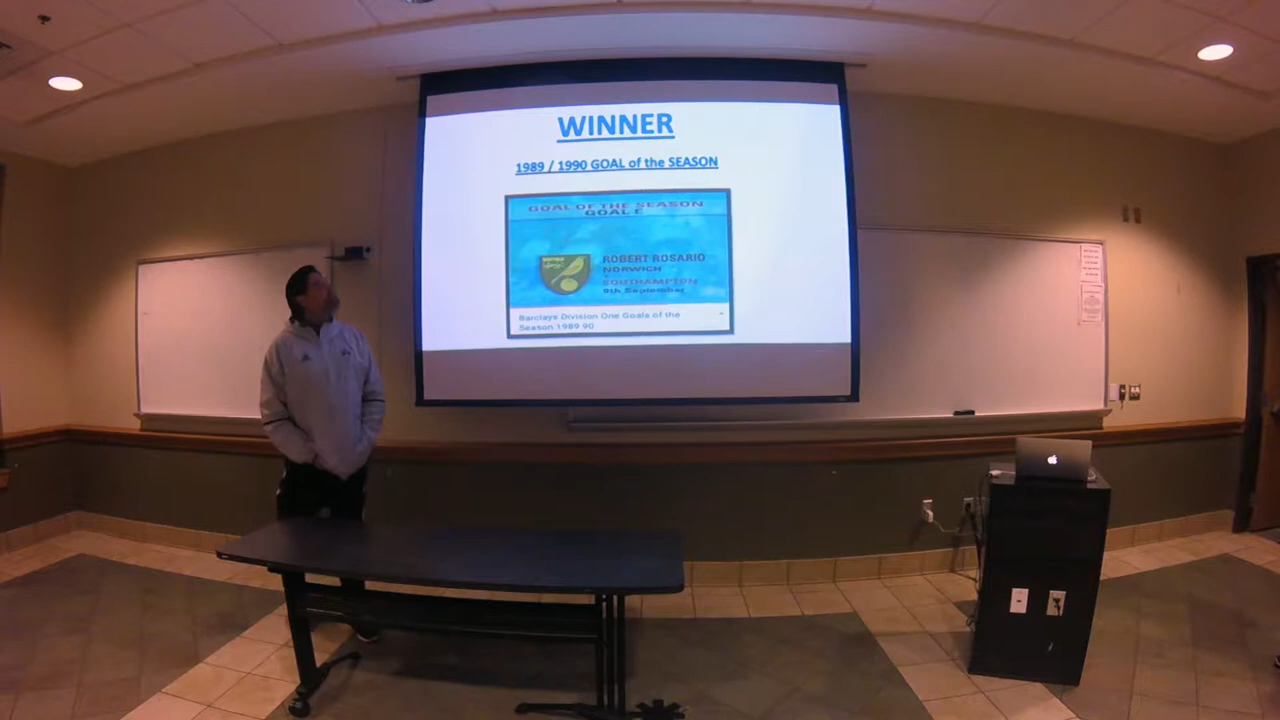 WINNER
1989 / 1990 GOAL of the SEASON
GOAL OF THE SEASON
GOAL E
ROBERT ROSARIO
NORWICH
SOUTHAMPTON
9th September
Barclays Division One Goals of the
Season 1989 90